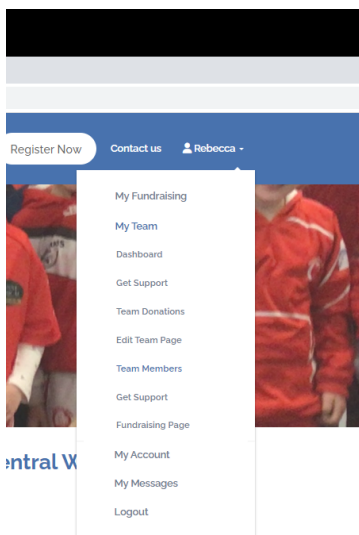 Register Now
Contact us
Rebecca
My Fundraising
My Team
Dashboard
Get Support
Team Donations
Edit Team Page
Team Members
Get Support
Fundraising Page
entral W
My Account
My Messages
Logout